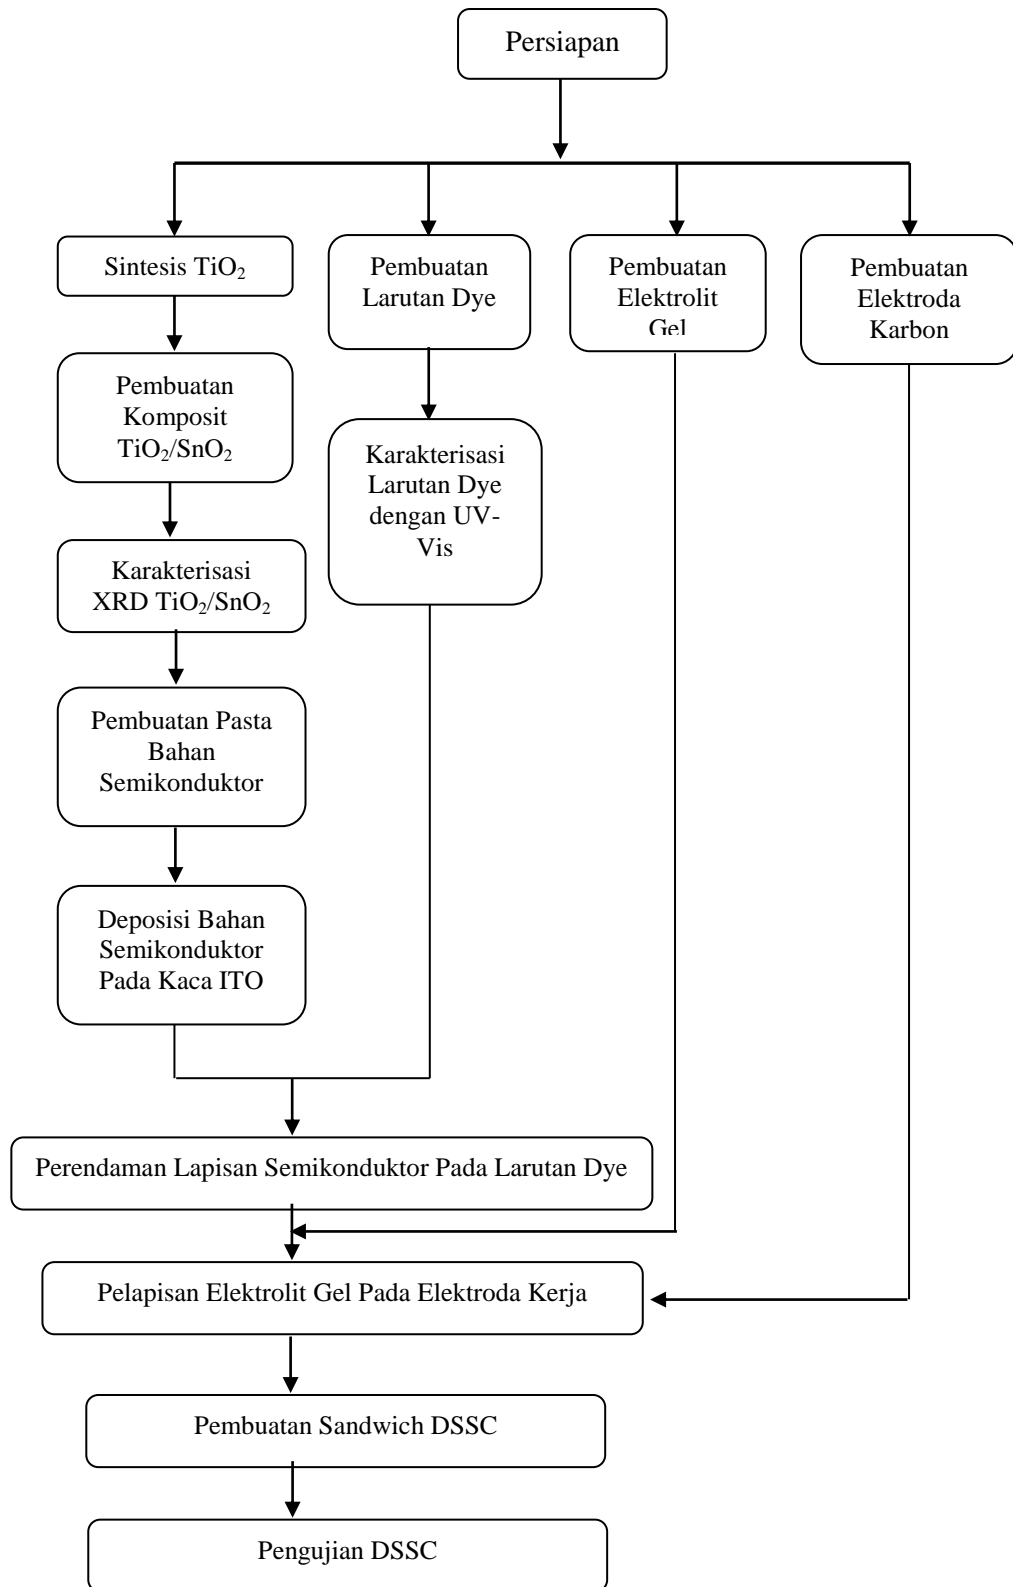 Persiapan
Sintesis TiO₂
Pembuatan
Komposit
TiO₂/SnO₂
Karakterisasi
XRD TiO₂/SnO₂
Pembuatan Pasta
Bahan
Semikonduktor
Deposisi Bahan
Semikonduktor
Pada Kaca ITO
Pembuatan
Larutan Dye
Karakterisasi
Larutan Dye
dengan UV-
Vis
Pembuatan
Elektrolit
Gel
Pembuatan
Elektroda
Karbon
Perendaman Lapisan Semikonduktor Pada Larutan Dye
Pelapisan Elektrolit Gel Pada Elektroda Kerja
Pembuatan Sandwich DSSC
Pengujian DSSC